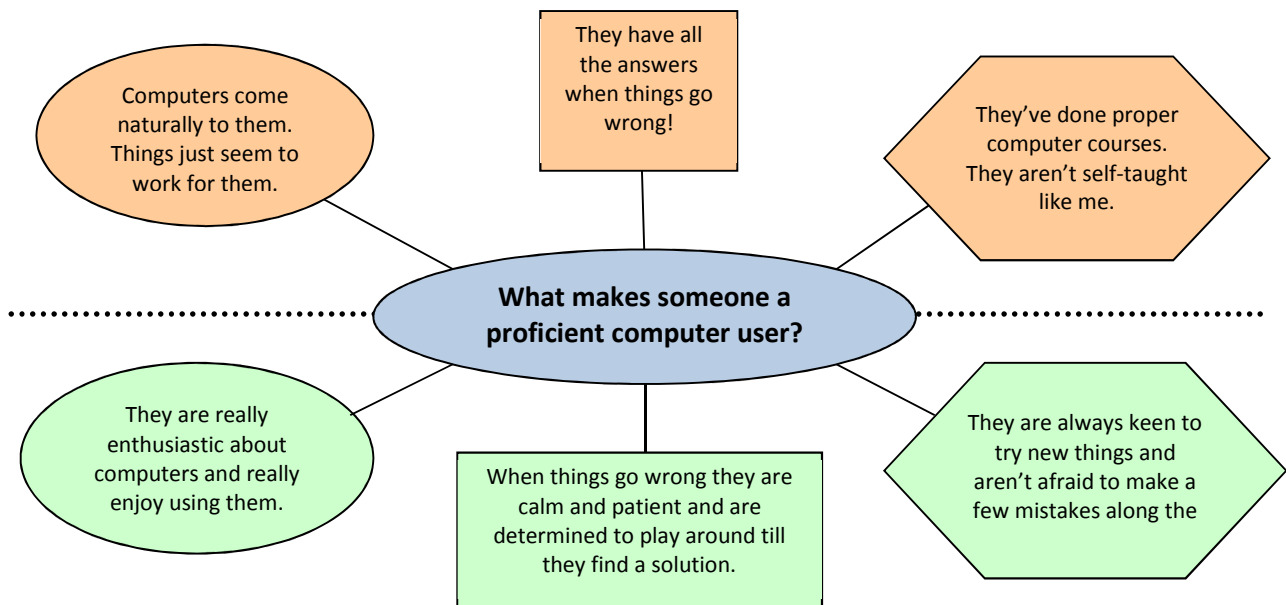 Computers come
naturally to them.
Things just seem to
work for them.
They have all
the answers
when things go
wrong!
They’ve done proper
computer courses.
They aren’t self-taught
like me.
What makes someone a
proficient computer user?
They are really
enthusiastic about
computers and really
enjoy using them.
When things go wrong they are
calm and patient and are
determined to play around till
they find a solution.
They are always keen to
try new things and
aren’t afraid to make a
few mistakes along the